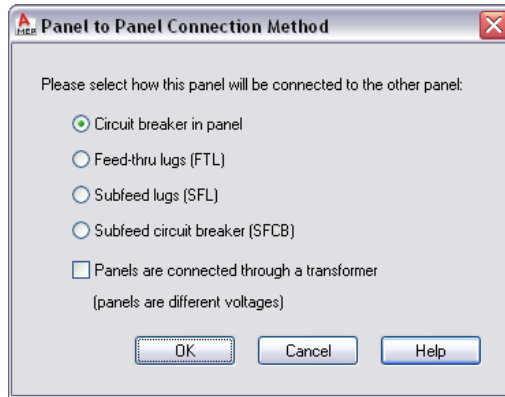 A
MEP
Panel to Panel Connection Method
Please select how this panel will be connected to the other panel:
Circuit breaker in panel
Feed-thru lugs (FTL)
Subfeed lugs (SFL)
Subfeed circuit breaker (SFCB)
Panels are connected through a transformer
(panels are different voltages)
OK
Cancel
Help